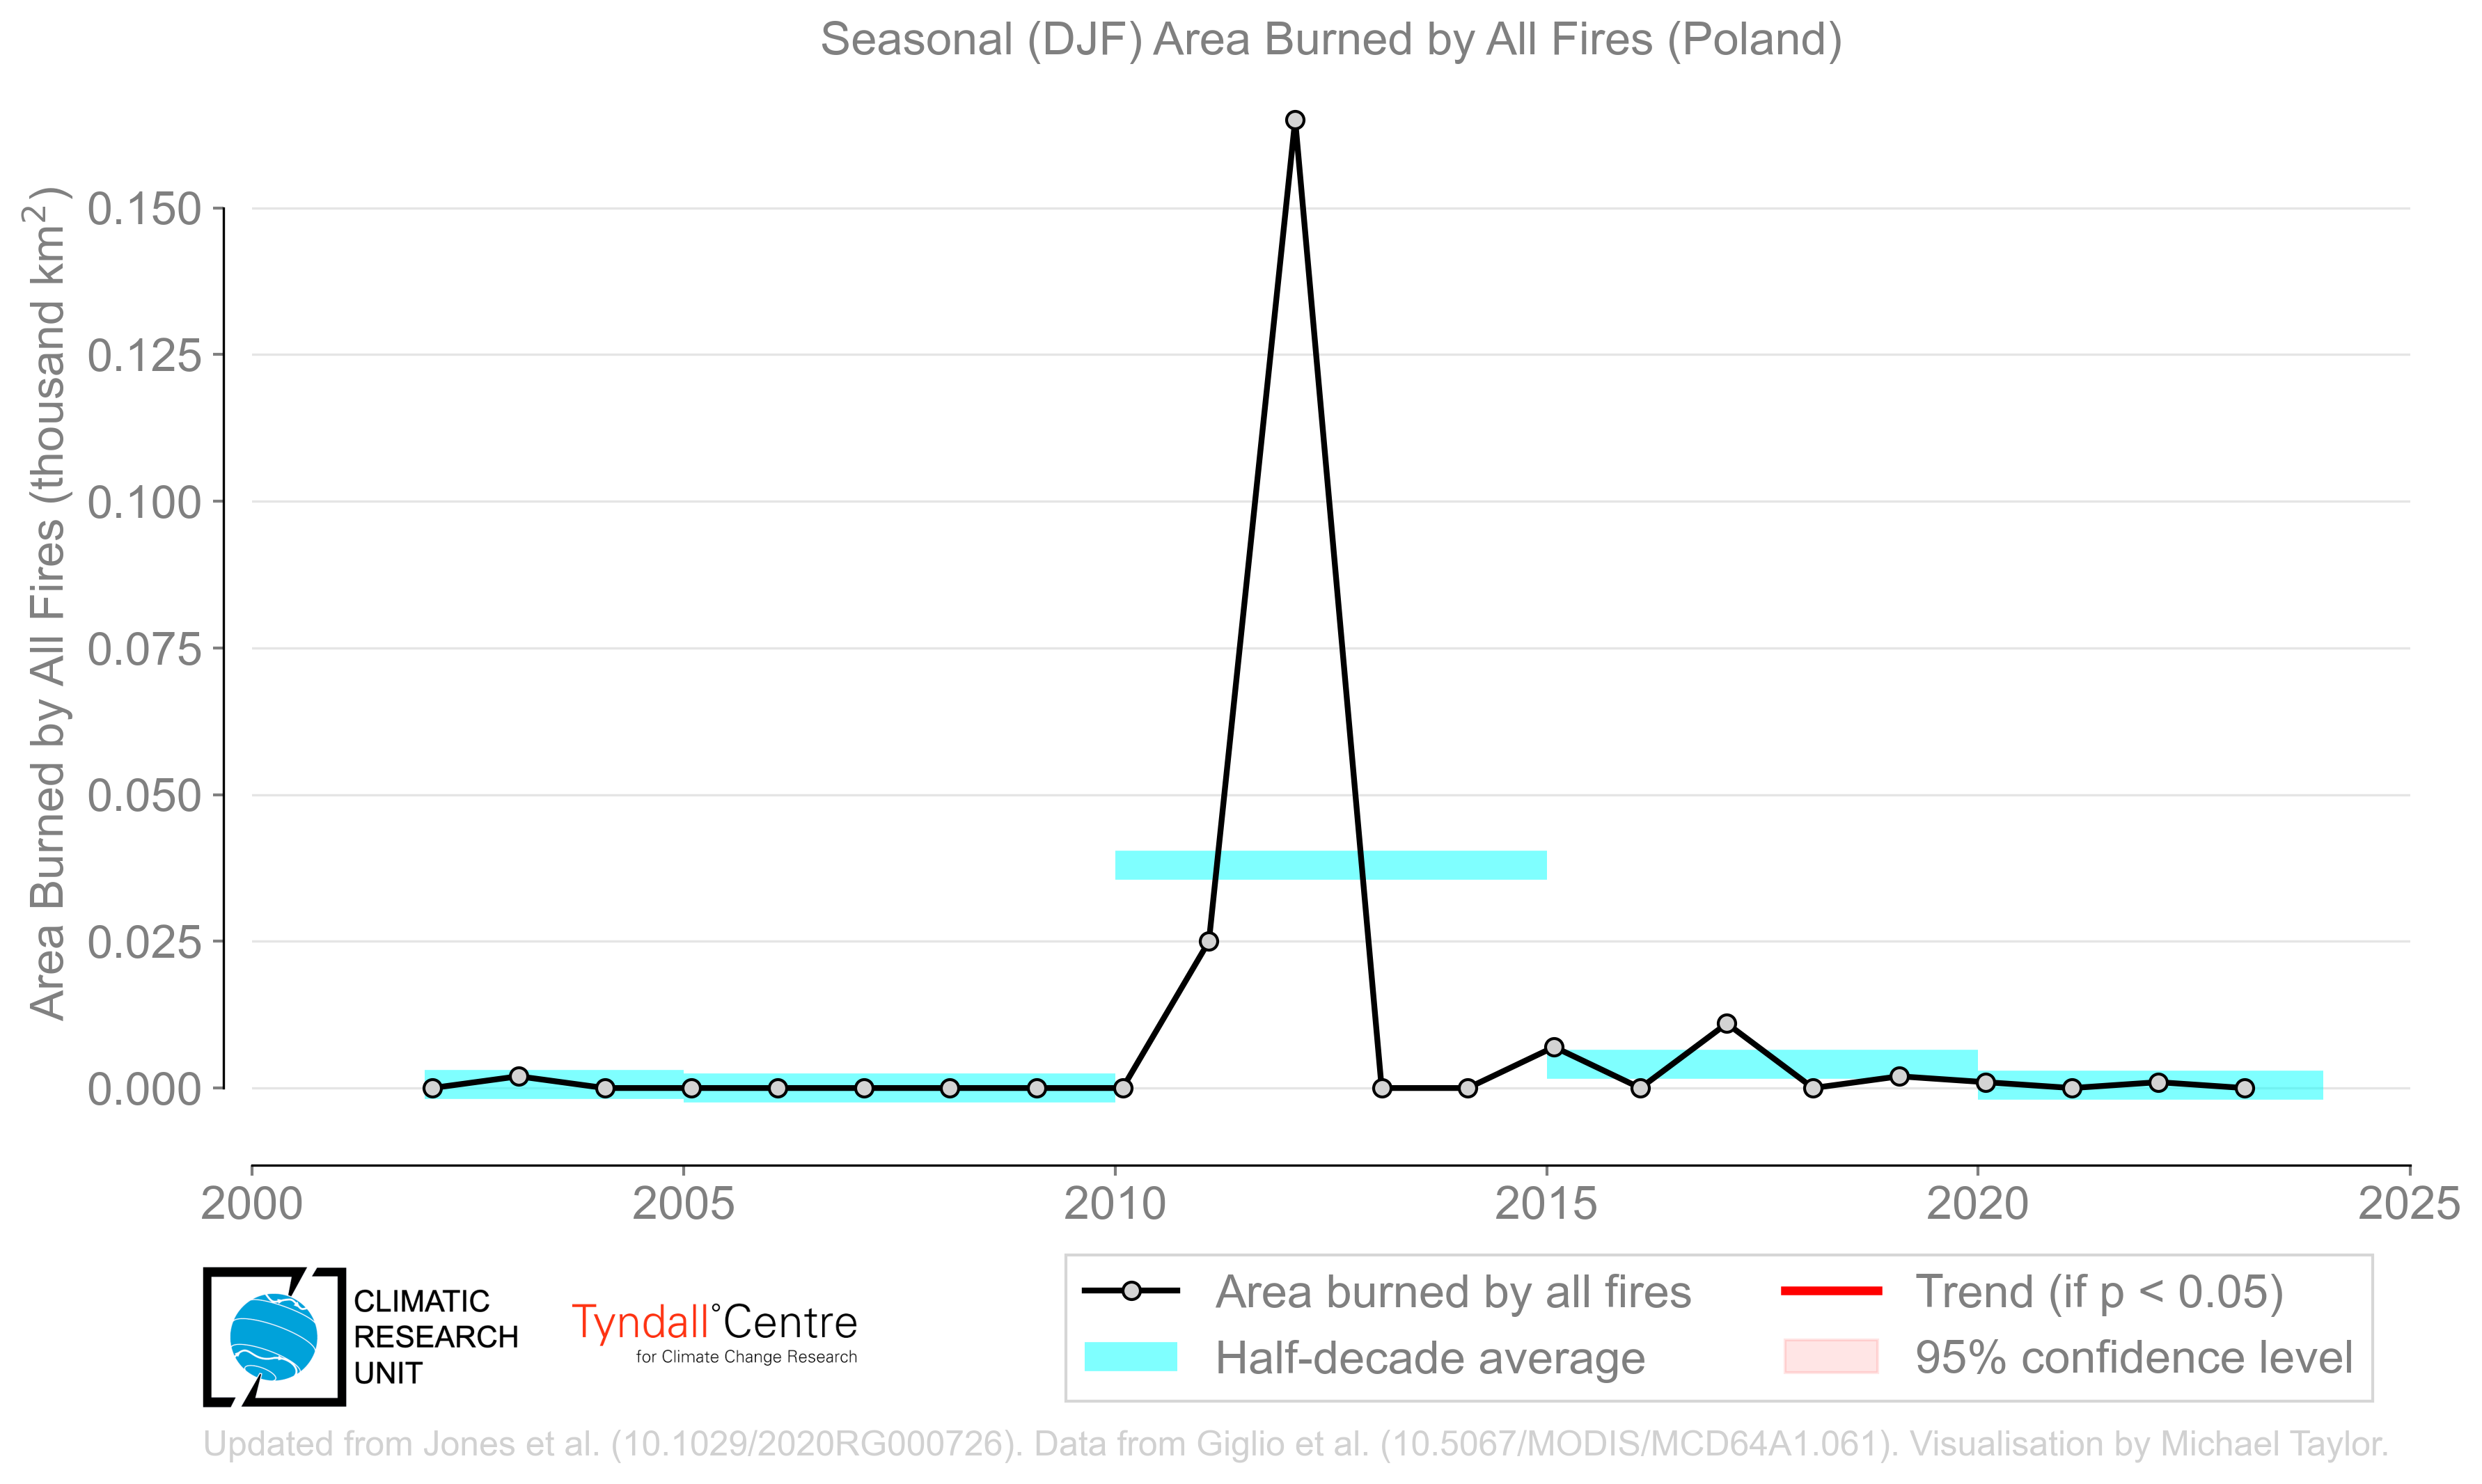 Seasonal (DJF) Area Burned by All Fires (Poland)
Area Burned by All Fires (thousand km²)
0.150
0.125
0.100
0.075
0.050
0.025
0.000
2000 2005 2010 2015 2020 2025
CLIMATIC
RESEARCH
UNIT
Tyndall°Centre
for Climate Change Research
Area burned by all fires
Half-decade average
Trend (if p < 0.05)
95% confidence level
Updated from Jones et al. (10.1029/2020RG000726). Data from Giglio et al. (10.5067/MODIS/MCD64A1.061). Visualisation by Michael Taylor.